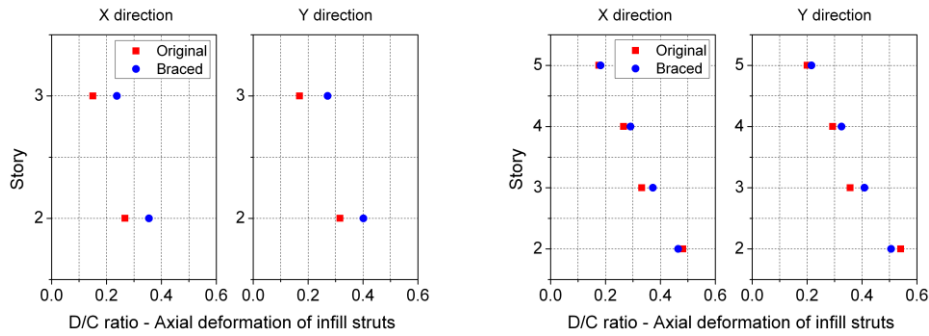 X direction
Y direction
Original
Braced
3
2
Story
0.0 0.2 0.4 0.6
3
2
0.0 0.2 0.4 0.6
D/C ratio - Axial deformation of infill struts
X direction
Y direction
Original
Braced
5
4
3
2
Story
0.0 0.2 0.4 0.6
5
4
3
2
0.0 0.2 0.4 0.6
D/C ratio - Axial deformation of infill struts